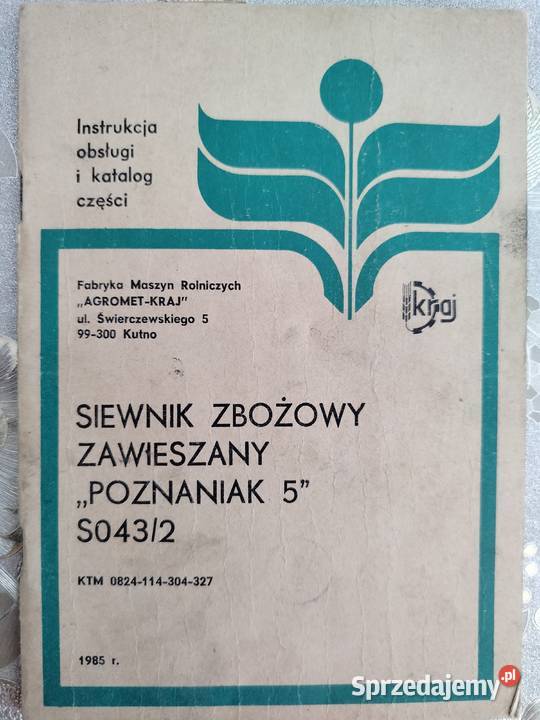 Instrukcja
obsługi
i katalog
części
Fabryka Maszyn Rolniczych
„AGROMET-KRAJ”
ul. Świerczewskiego 5
99-300 Kutno
kraj
SIEWNIK ZBOŻOWY
ZAWIESZANY
„POZNANIAK 5”
S043/2
KTM 0824-114-304-327
1985 r.
Sprzedajemy.pl